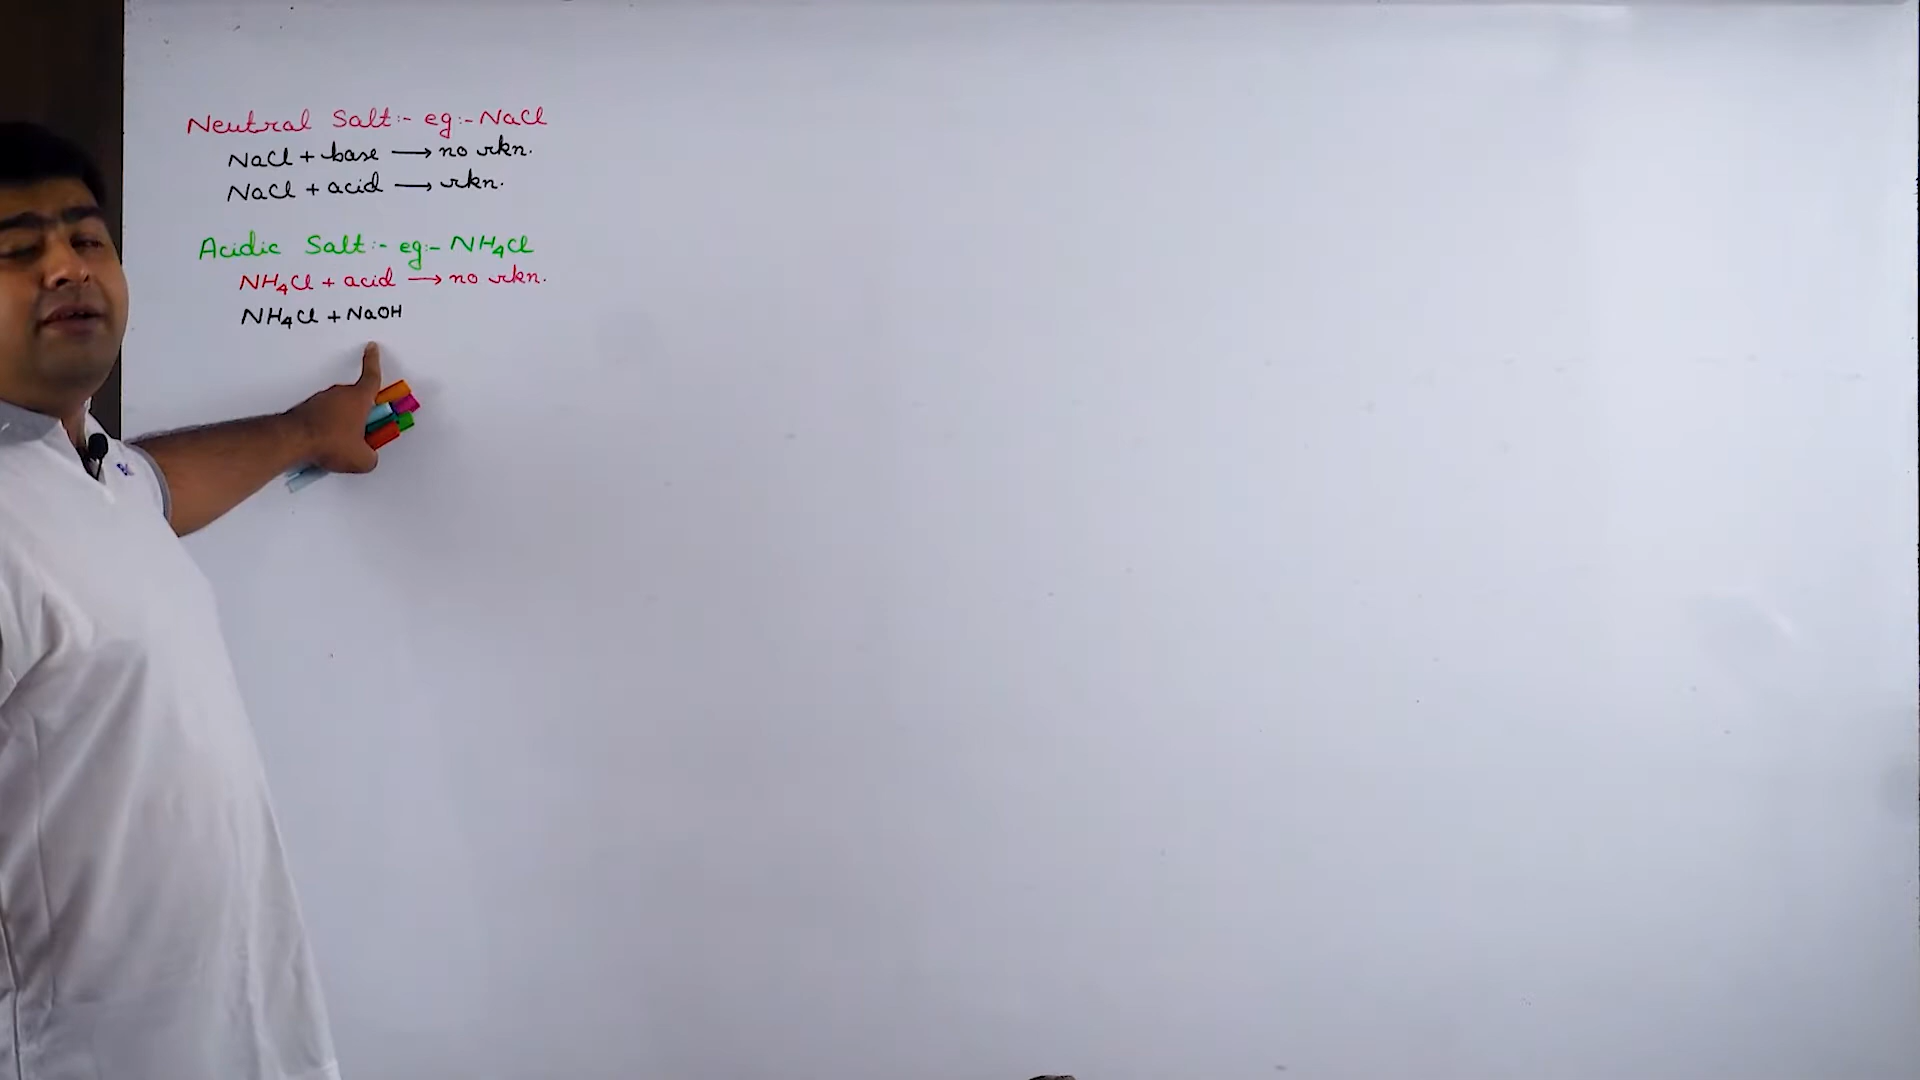 Neutral Salt:- eg:- NaCl
NaCl + base ⟶ no rkn.
NaCl + acid ⟶ rkn.
Acidic Salt:- eg:- NH₄Cl
NH₄Cl + acid ⟶ no rkn.
NH₄Cl + NaOH